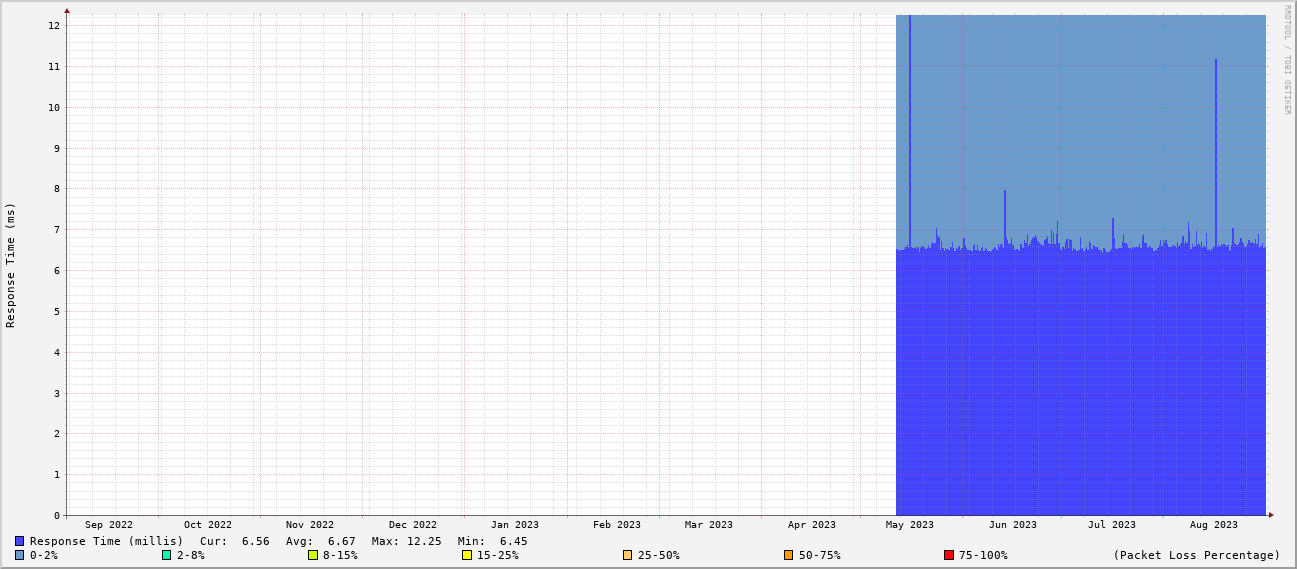 RRDTOOL / TOBI OETIKER
Response Time (ms)
12
11
10
9
8
7
6
5
4
3
2
1
0
Sep 2022 Oct 2022 Nov 2022 Dec 2022 Jan 2023 Feb 2023 Mar 2023 Apr 2023 May 2023 Jun 2023 Jul 2023 Aug 2023
Response Time (millis) Cur: 6.56 Avg: 6.67 Max: 12.25 Min: 6.45
0-2% 2-8% 8-15% 15-25% 25-50% 50-75% 75-100% (Packet Loss Percentage)